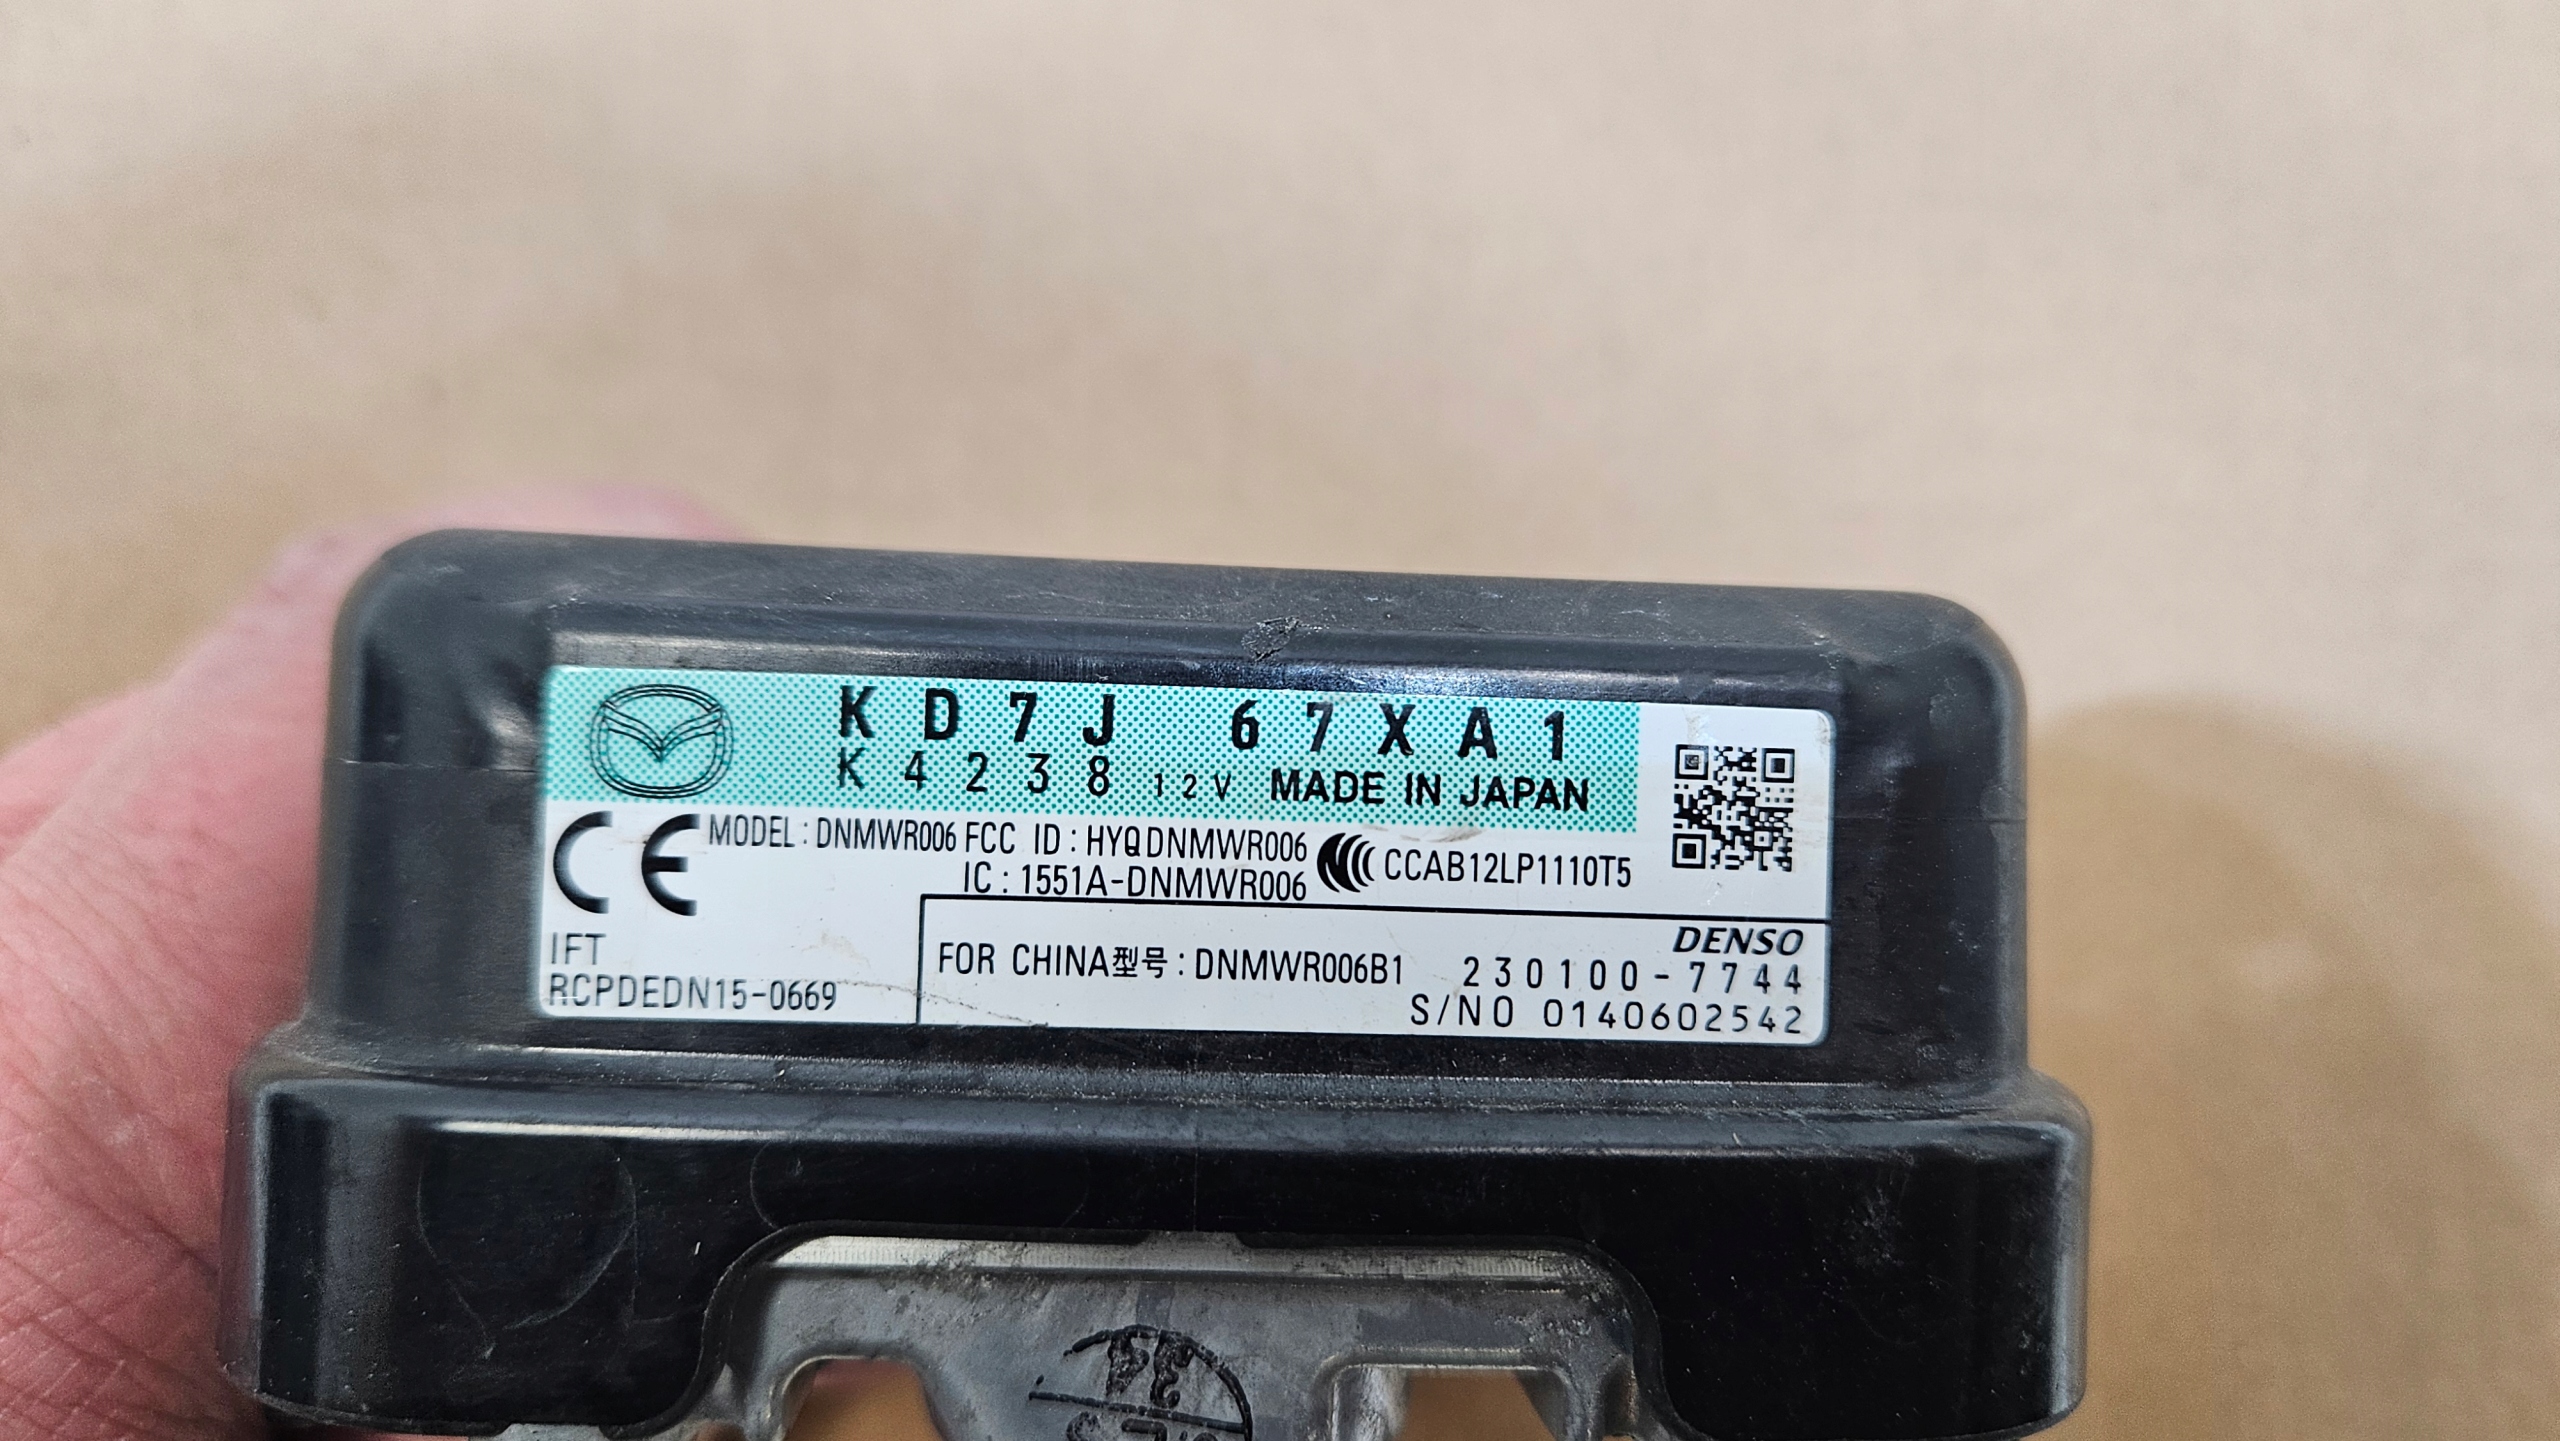 KD7J 67XA1
K4238 12V MADE IN JAPAN
CE MODEL:DNMWR006 FCC ID:HYQDNMWR006
IC:1551A-DNMWR006
CCAB12LP1110T5
IFT
RCPDEDN15-0669
FOR CHINA型号:DNMWR006B1
DENSO
230100-7744
S/NO 0140602542